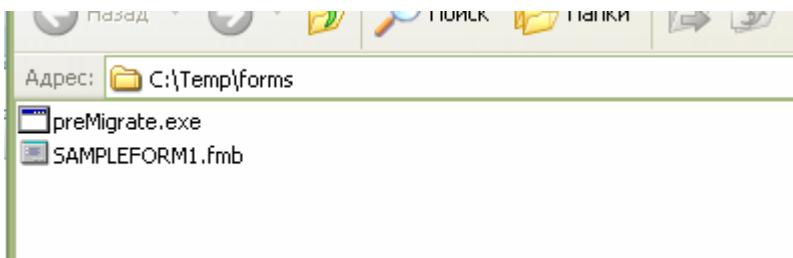 Назад Поиск Папки
Адрес: C:\Temp\forms
preMigrate.exe
SAMPLEFORM1.fmb